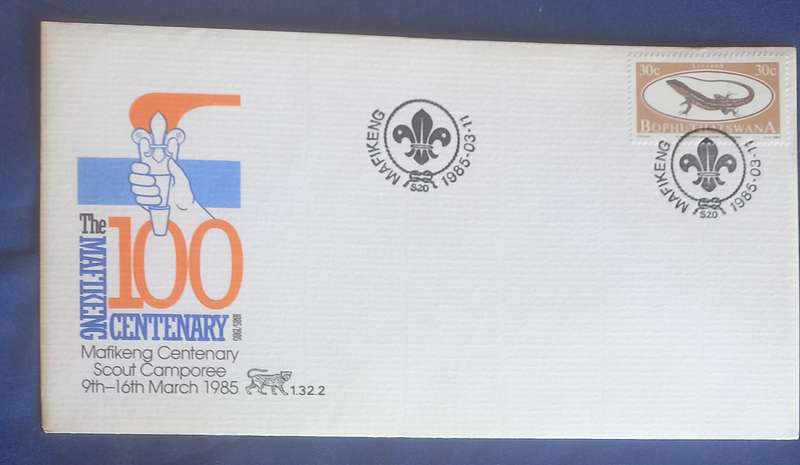 The
100
MAFIKENG
CENTENARY
1885-1985
Mafikeng Centenary
Scout Camporee
9th–16th March 1985
1.32.2
MAFIKENG
1985-03-11
S20
30c
30c
BOPHUTHATSWANA
MAFIKENG
1985-03-11
S20